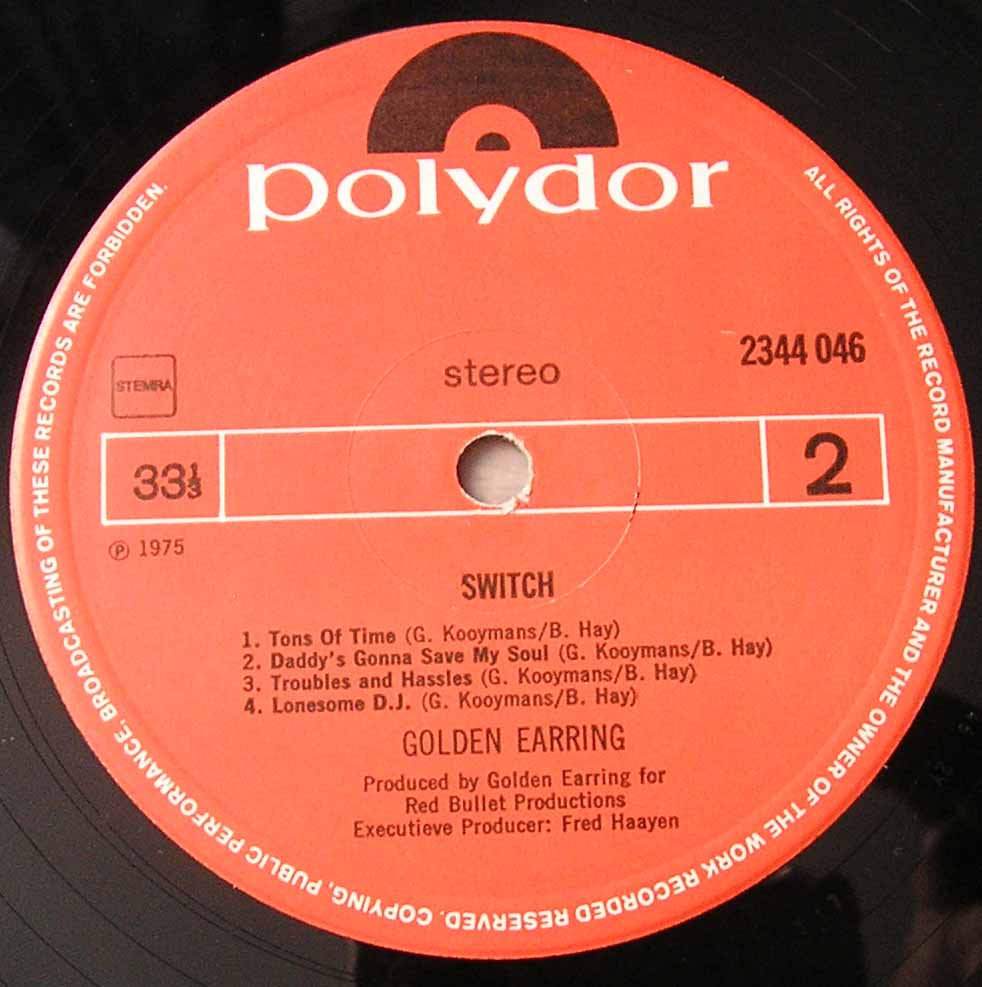 polydor
ALL RIGHTS OF THE RECORD MANUFACTURER AND THE OWNER OF THE WORK RECORDED RESERVED. COPYING, PUBLIC PERFORMANCE, BROADCASTING OF THESE RECORDS ARE FORBIDDEN.
2344 046
stereo
STEMRA
33⅓
2
Ⓟ 1975
SWITCH
1. Tons Of Time (G. Kooymans/B. Hay)
2. Daddy's Gonna Save My Soul (G. Kooymans/B. Hay)
3. Troubles and Hassles (G. Kooymans/B. Hay)
4. Lonesome D.J. (G. Kooymans/B. Hay)
GOLDEN EARRING
Produced by Golden Earring for
Red Bullet Productions
Executieve Producer: Fred Haayen